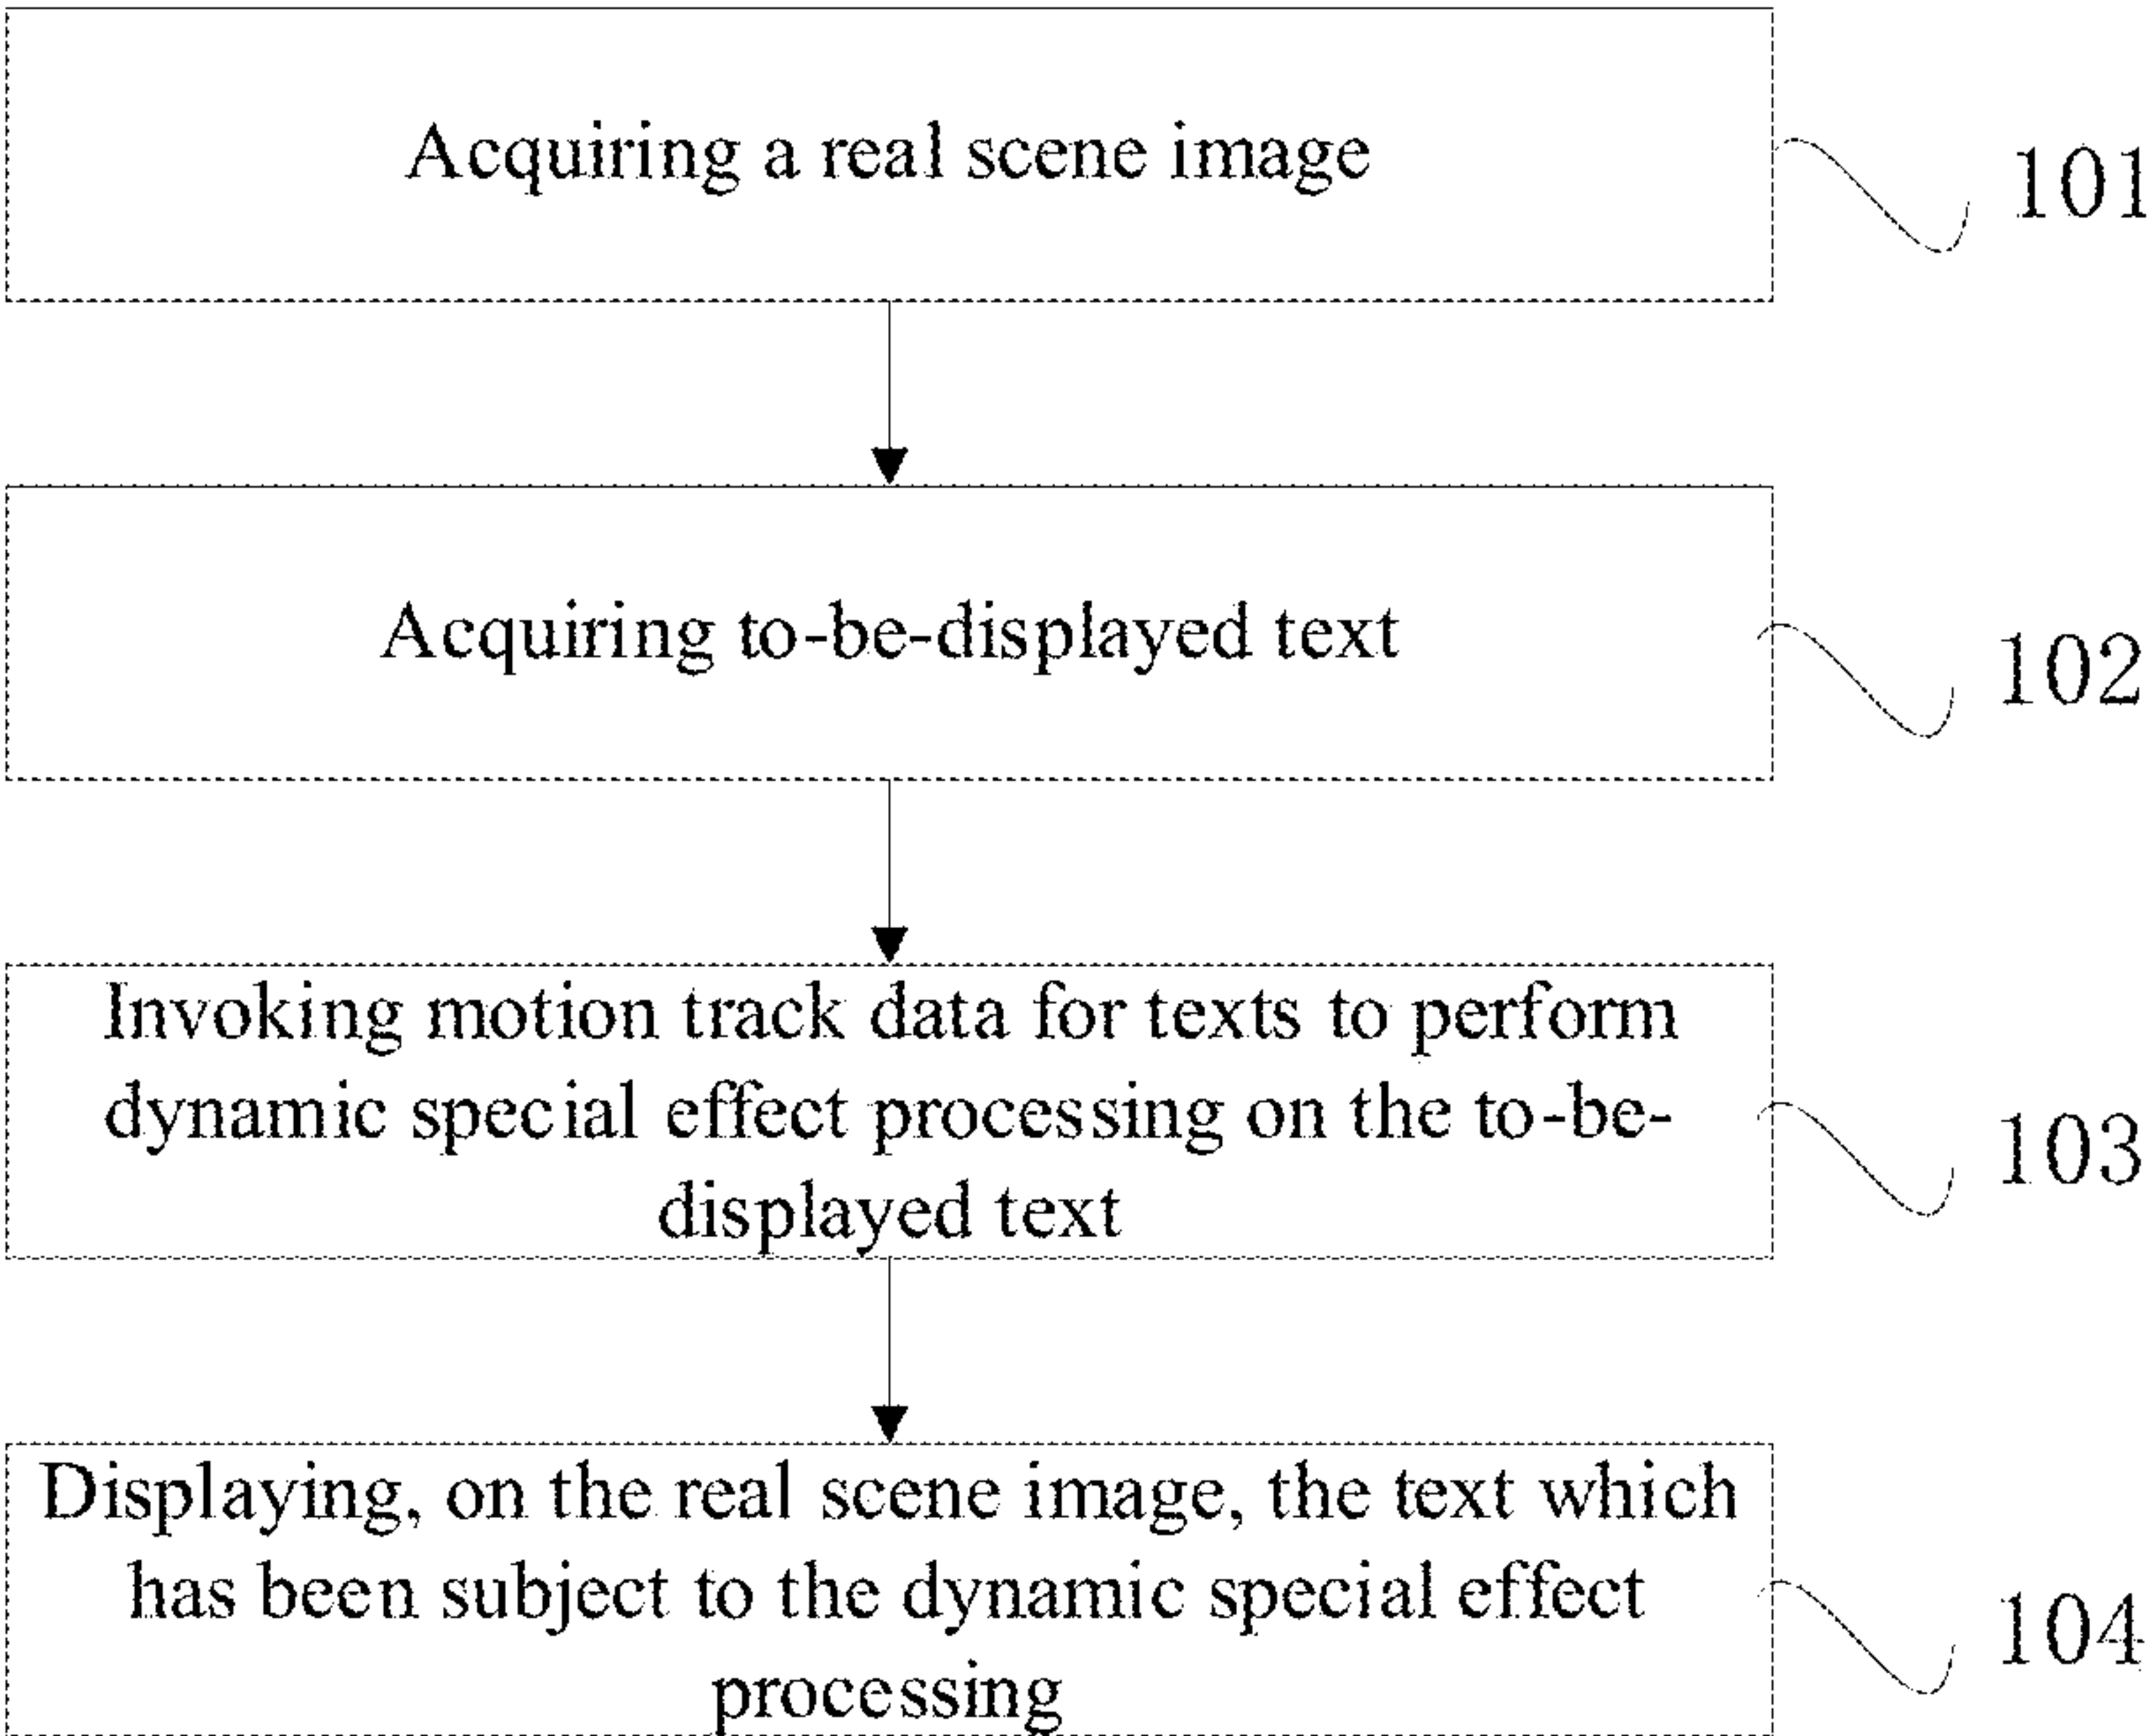 Acquiring a real scene image
101
Acquiring to-be-displayed text
102
Invoking motion track data for texts to perform
dynamic special effect processing on the to-be-
displayed text
103
Displaying, on the real scene image, the text which
has been subject to the dynamic special effect
processing
104